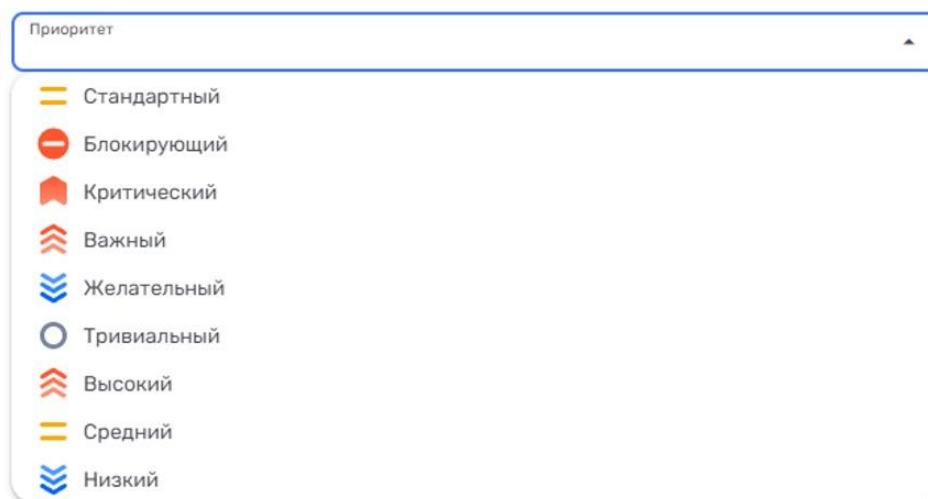 Приоритет
Стандартный
Блокирующий
Критический
Важный
Желательный
Тривиальный
Высокий
Средний
Низкий